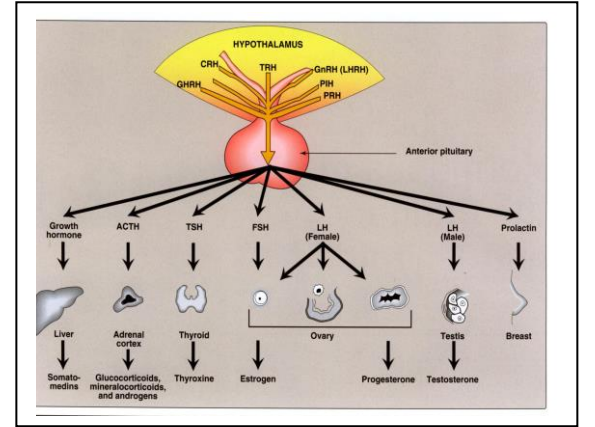 HYPOTHALAMUS
CRH
TRH
GnRH (LHRH)
GHRH
PIH
PRH
Anterior pituitary
Growth
hormone
ACTH
TSH
FSH
LH
(Female)
LH
(Male)
Prolactin
Liver
Adrenal
cortex
Thyroid
Ovary
Testis
Breast
Somato-
medins
Glucocorticoids,
mineralocorticoids,
and androgens
Thyroxine
Estrogen
Progesterone
Testosterone